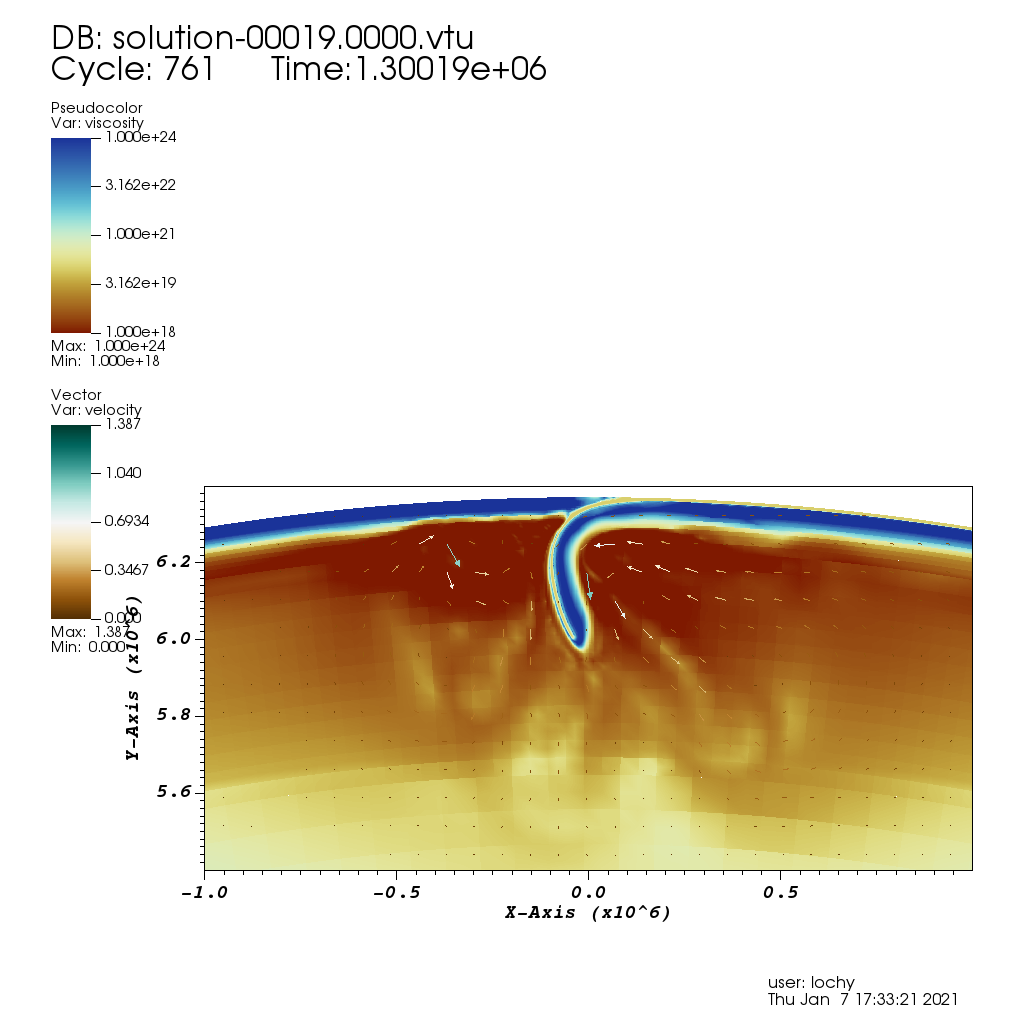 DB: solution-00019.0000.vtu
Cycle: 761 Time:1.30019e+06
Pseudocolor
Var: viscosity
1.000e+24
3.162e+22
1.000e+21
3.162e+19
1.000e+18
Max: 1.000e+24
Min: 1.000e+18
Vector
Var: velocity
1.387
1.040
0.6934
0.3467
0.000
Max: 1.387
Min: 0.000
Y-Axis (x10^6)
6.2
6.0
5.8
5.6
-1.0 -0.5 0.0 0.5
X-Axis (x10^6)
user: lochy
Thu Jan 7 17:33:21 2021